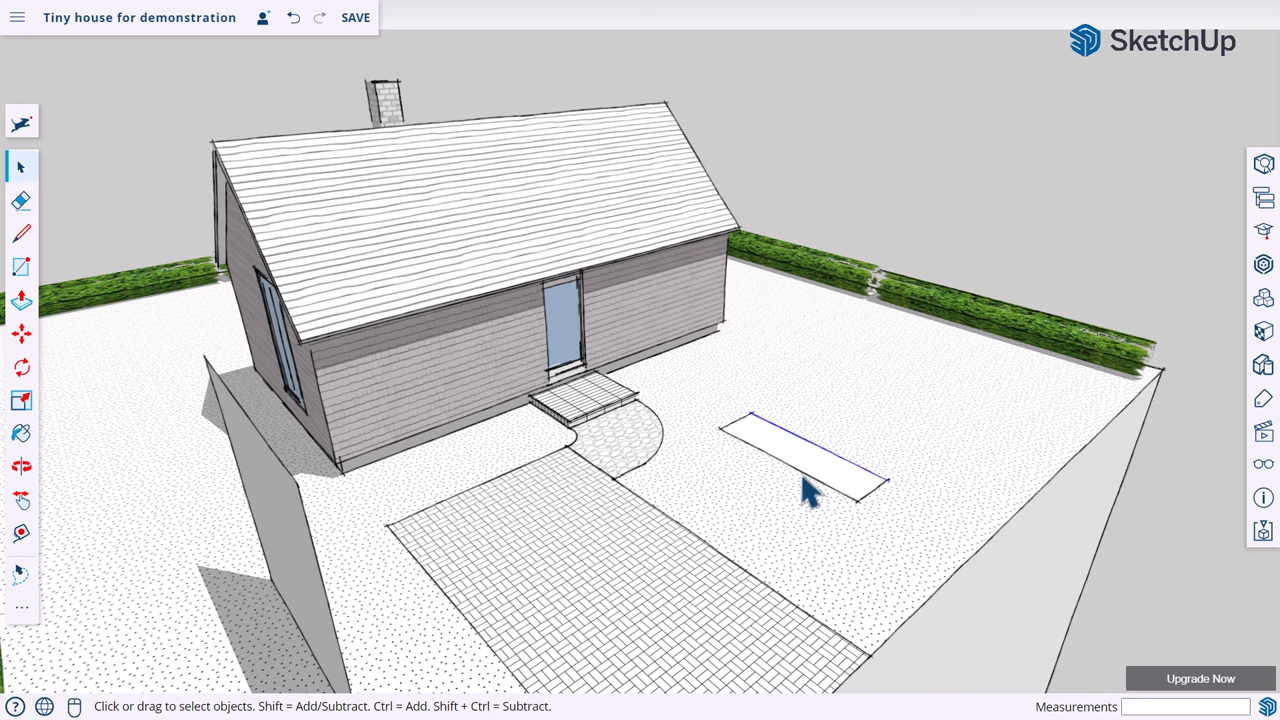 Tiny house for demonstration
SAVE
SketchUp
Upgrade Now
Click or drag to select objects. Shift = Add/Subtract. Ctrl = Add. Shift + Ctrl = Subtract.
Measurements